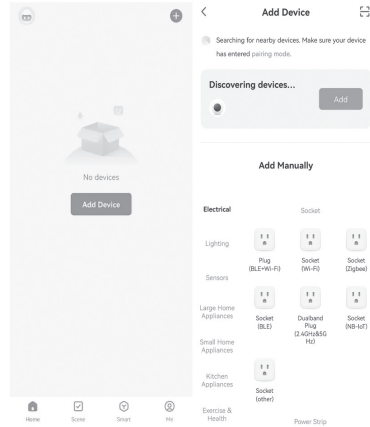 No devices
Add Device
Home
Scene
Smart
Me
Add Device
Searching for nearby devices. Make sure your device
has entered pairing mode.
Discovering devices...
Add
Add Manually
Electrical
Socket
Lighting
Plug
(BLE+Wi-Fi)
Socket
(Wi-Fi)
Socket
(Zigbee)
Sensors
Large Home
Appliances
Socket
(BLE)
Dualband
Plug
(2.4GHz&5G
Hz)
Socket
(NB-IoT)
Small Home
Appliances
Kitchen
Appliances
Socket
(other)
Exercise &
Health
Power Strip